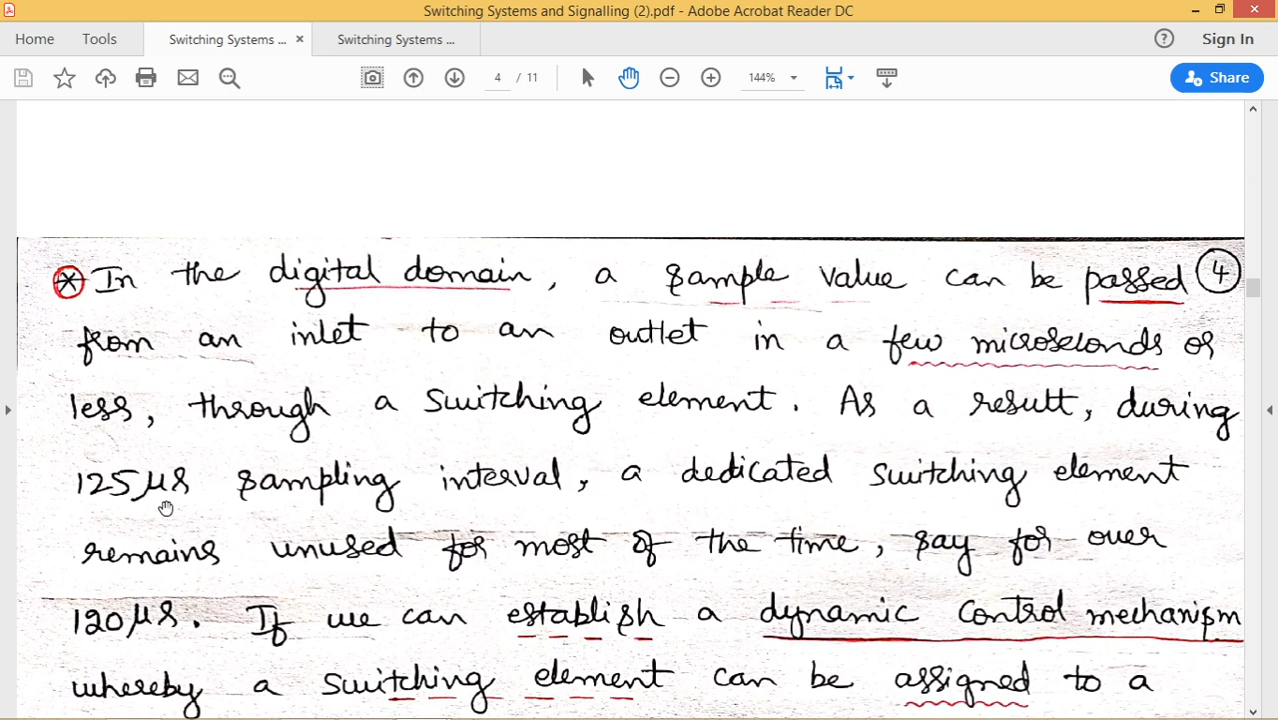 Switching Systems and Signalling (2).pdf - Adobe Acrobat Reader DC
Home Tools Switching Systems ... × Switching Systems ... Sign In
4 / 11 144% Share
* In the digital domain, a sample value can be passed 4
from an inlet to an outlet in a few microseconds or
less, through a switching element. As a result, during
125 μs sampling interval, a dedicated switching element
remains unused for most of the time, say for over
120 μs. If we can establish a dynamic control mechanism
whereby a switching element can be assigned to a